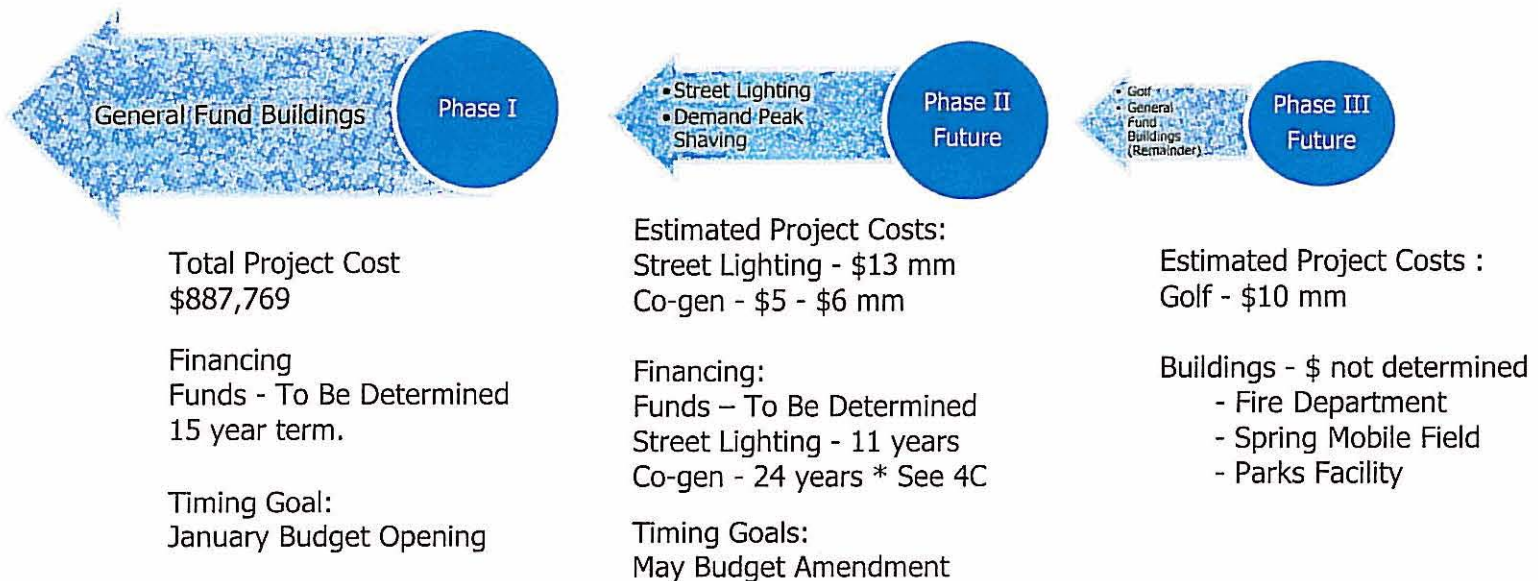 General Fund Buildings
Phase I
Total Project Cost
$887,769
Financing
Funds - To Be Determined
15 year term.
Timing Goal:
January Budget Opening
•Street Lighting
•Demand Peak
Shaving
Phase II
Future
Estimated Project Costs:
Street Lighting - $13 mm
Co-gen - $5 - $6 mm
Financing:
Funds – To Be Determined
Street Lighting - 11 years
Co-gen - 24 years * See 4C
Timing Goals:
May Budget Amendment
• Golf
• General
Fund
Buildings
(Remainder)
Phase III
Future
Estimated Project Costs :
Golf - $10 mm
Buildings - $ not determined
- Fire Department
- Spring Mobile Field
- Parks Facility